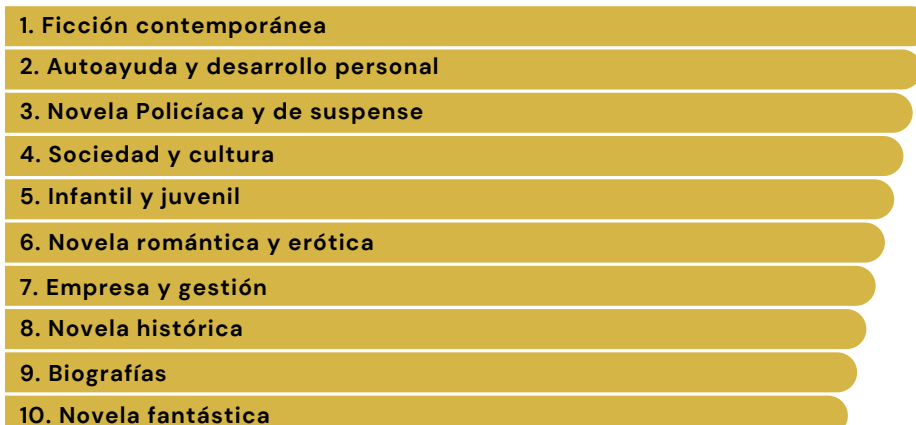 1. Ficción contemporánea
2. Autoayuda y desarrollo personal
3. Novela Policíaca y de suspense
4. Sociedad y cultura
5. Infantil y juvenil
6. Novela romántica y erótica
7. Empresa y gestión
8. Novela histórica
9. Biografías
10. Novela fantástica